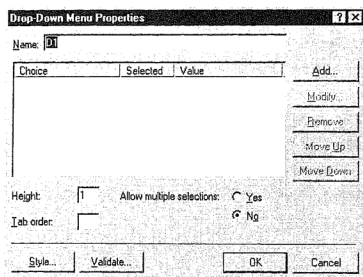 Drop-Down Menu Properties
Name: D1
Choice Selected Value
Add...
Modify...
Remove
Move Up
Move Down
Height: 1 Allow multiple selections: Yes
No
Tab order:
Style... Validate... OK Cancel